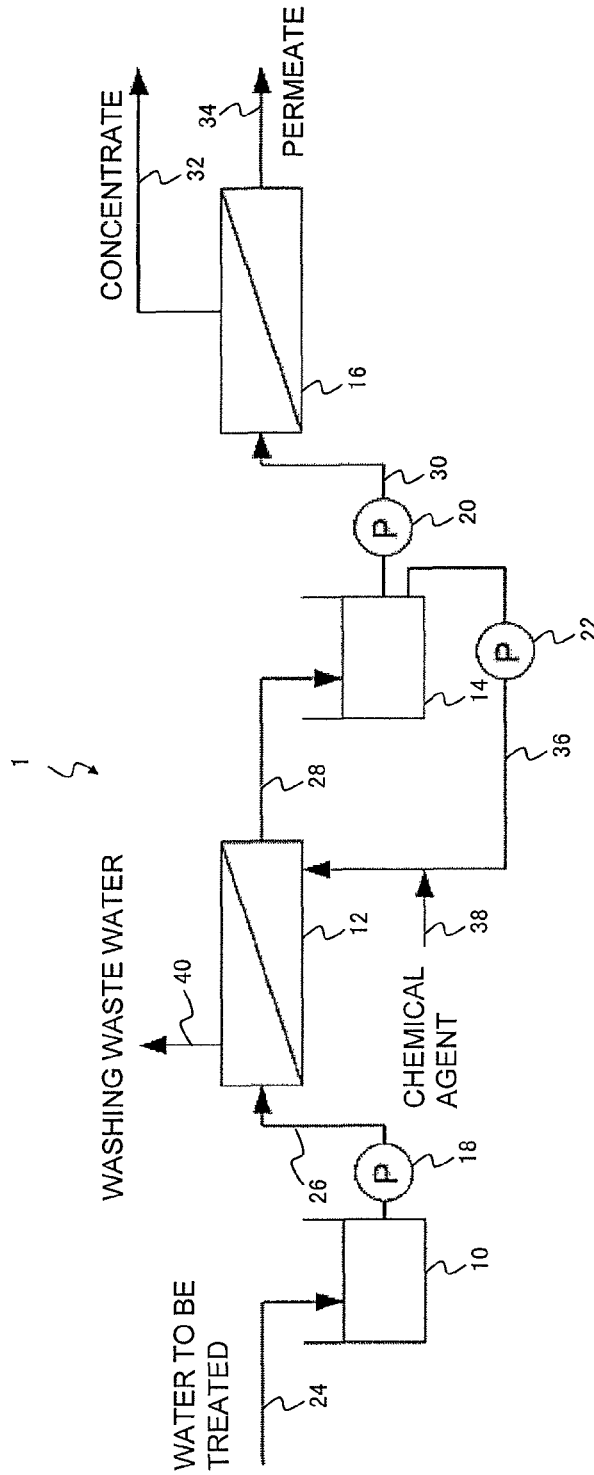 1
WATER TO BE
TREATED
24
10
P
18
26
WASHING WASTE WATER
40
12
CHEMICAL
AGENT
38
28
14
P
22
36
P
20
30
16
CONCENTRATE
32
34
PERMEATE